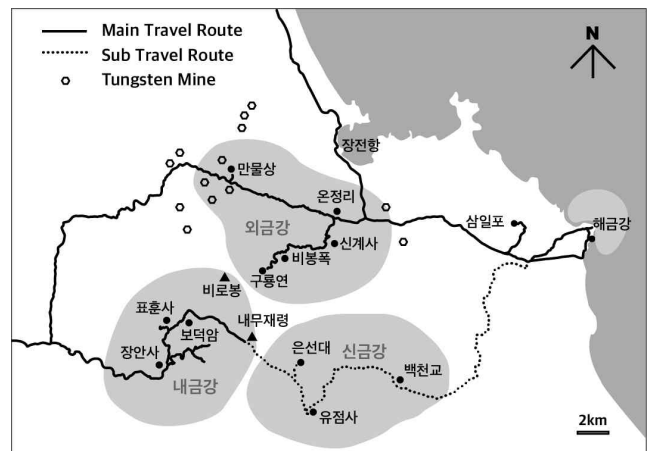 Main Travel Route
Sub Travel Route
Tungsten Mine
N
장전항
만물상
온정리
삼일포
해금강
외금강
신계사
비봉폭
구룡연
비로봉
표훈사
내무재령
보덕암
은선대
신금강
장안사
백천교
내금강
유점사
2km